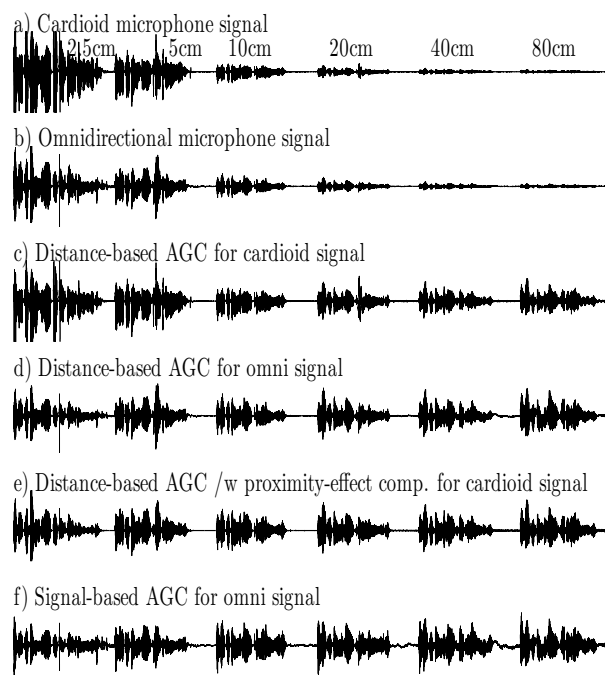 a) Cardioid microphone signal
2.5cm 5cm 10cm 20cm 40cm 80cm
b) Omnidirectional microphone signal
c) Distance-based AGC for cardioid signal
d) Distance-based AGC for omni signal
e) Distance-based AGC /w proximity-effect comp. for cardioid signal
f) Signal-based AGC for omni signal